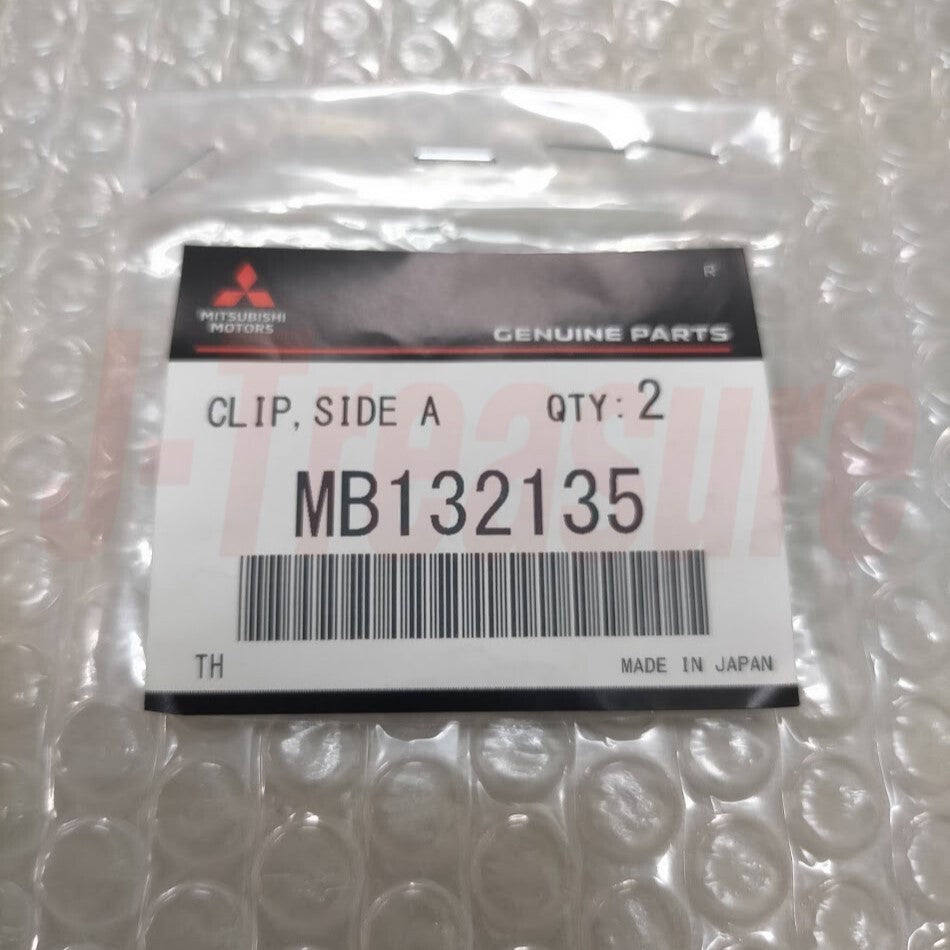 R
MITSUBISHI
MOTORS
GENUINE PARTS
CLIP, SIDE A QTY: 2
J-Treasure
MB132135
TH MADE IN JAPAN